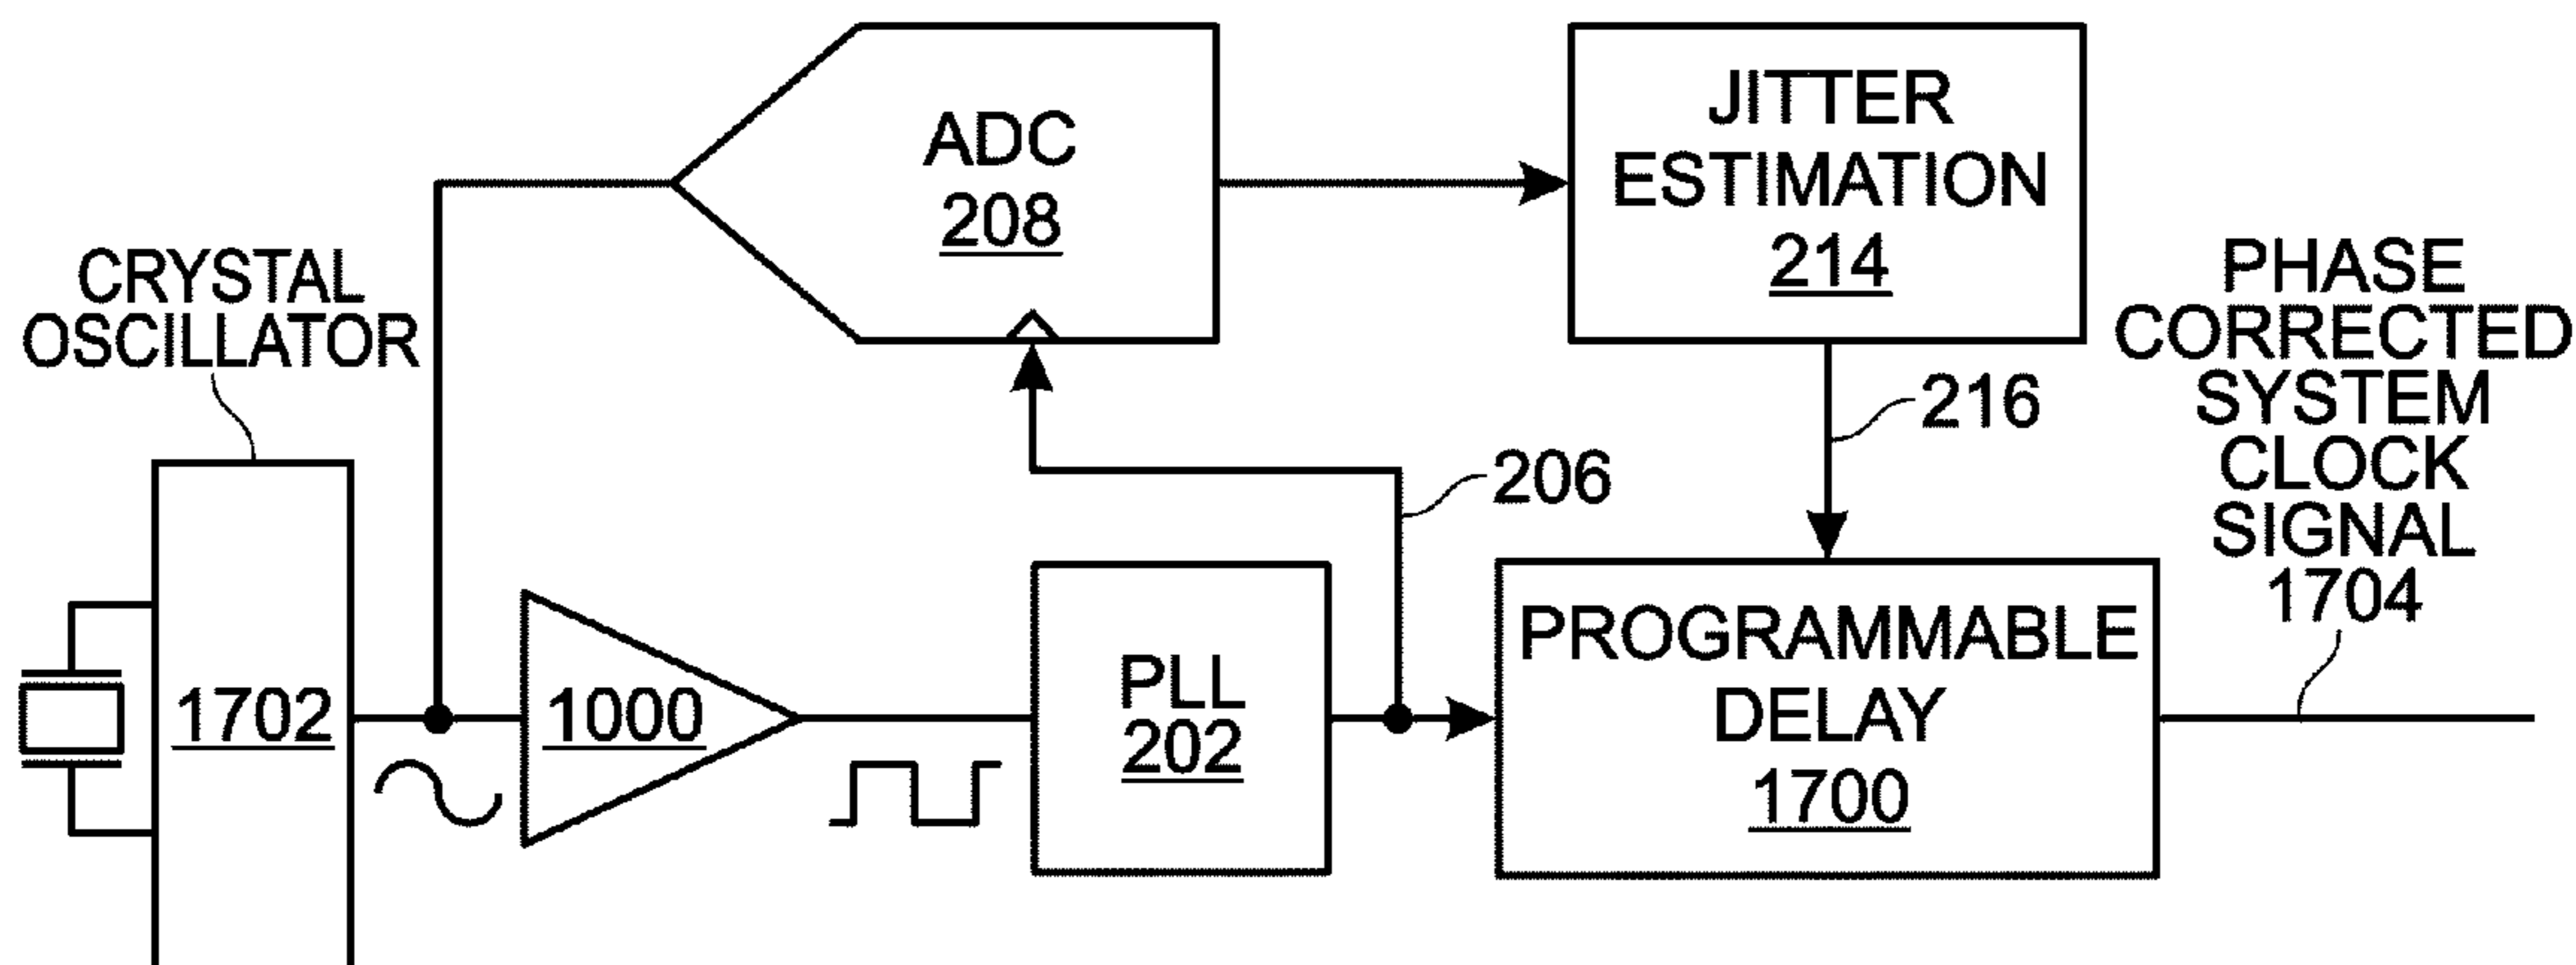 ADC
208
JITTER
ESTIMATION
214
CRYSTAL
OSCILLATOR
PHASE
CORRECTED
SYSTEM
CLOCK
SIGNAL
1704
216
206
1702
1000
PLL
202
PROGRAMMABLE
DELAY
1700